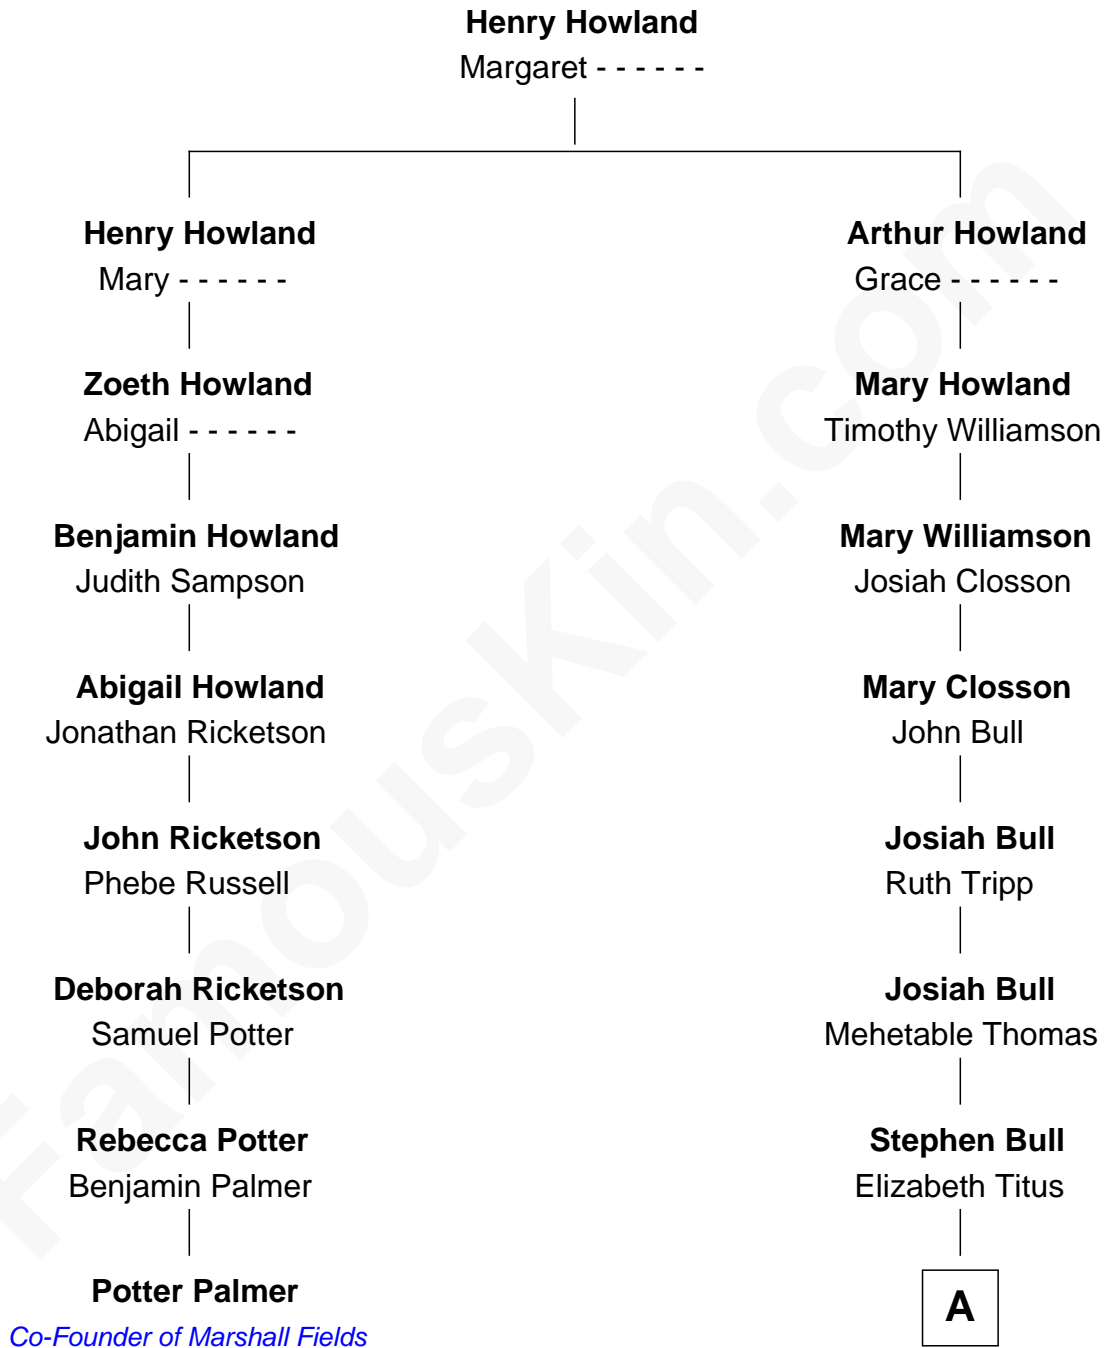 Henry Howland
Margaret - - - - - -
Henry Howland
Mary - - - - - -
Arthur Howland
Grace - - - - - -
Zoeth Howland
Abigail - - - - - -
Mary Howland
Timothy Williamson
Benjamin Howland
Judith Sampson
Mary Williamson
Josiah Closson
Abigail Howland
Jonathan Ricketson
Mary Closson
John Bull
John Ricketson
Phebe Russell
Josiah Bull
Ruth Tripp
Deborah Ricketson
Samuel Potter
Josiah Bull
Mehetable Thomas
Rebecca Potter
Benjamin Palmer
Stephen Bull
Elizabeth Titus
Potter Palmer
Co-Founder of Marshall Fields
A
FamousKin.com